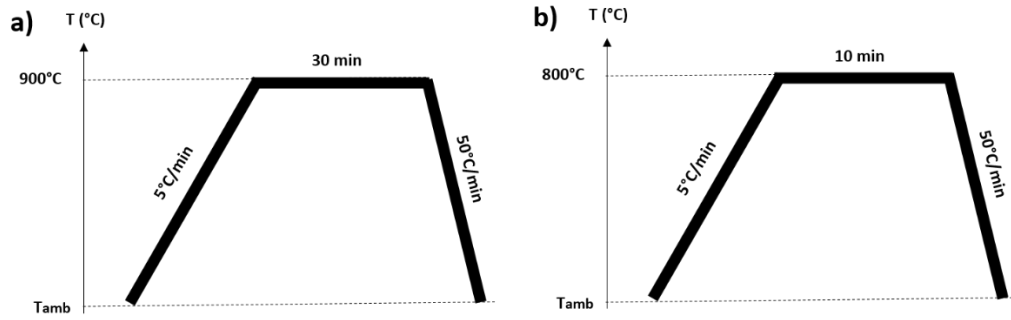 a)
T (°C)
900°C
30 min
5°C/min
50°C/min
Tamb
b)
T (°C)
800°C
10 min
5°C/min
50°C/min
Tamb